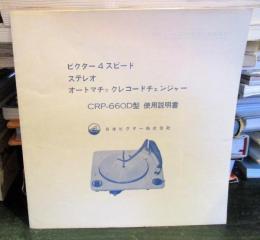 ビクター4スピード
ステレオ
オートマチックレコードチェンジャー
CRP-660D型 使用説明書
日本ビクター株式会社